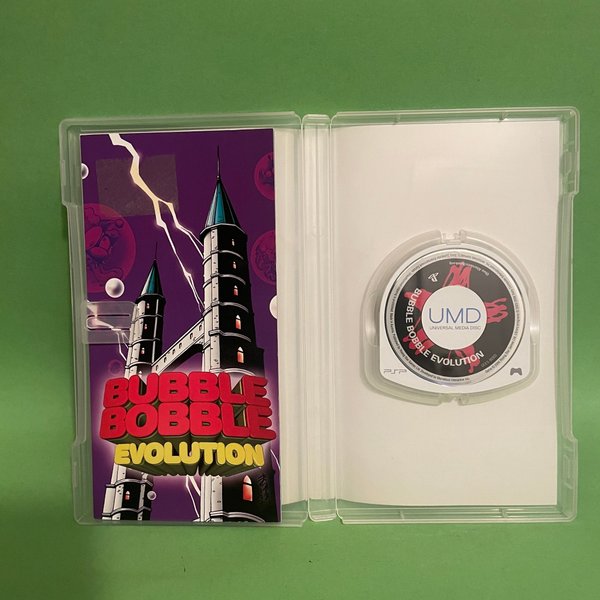 BUBBLE
BOBBLE
EVOLUTION
UMD
UNIVERSAL MEDIA DISC
BUBBLE BOBBLE EVOLUTION
PSP